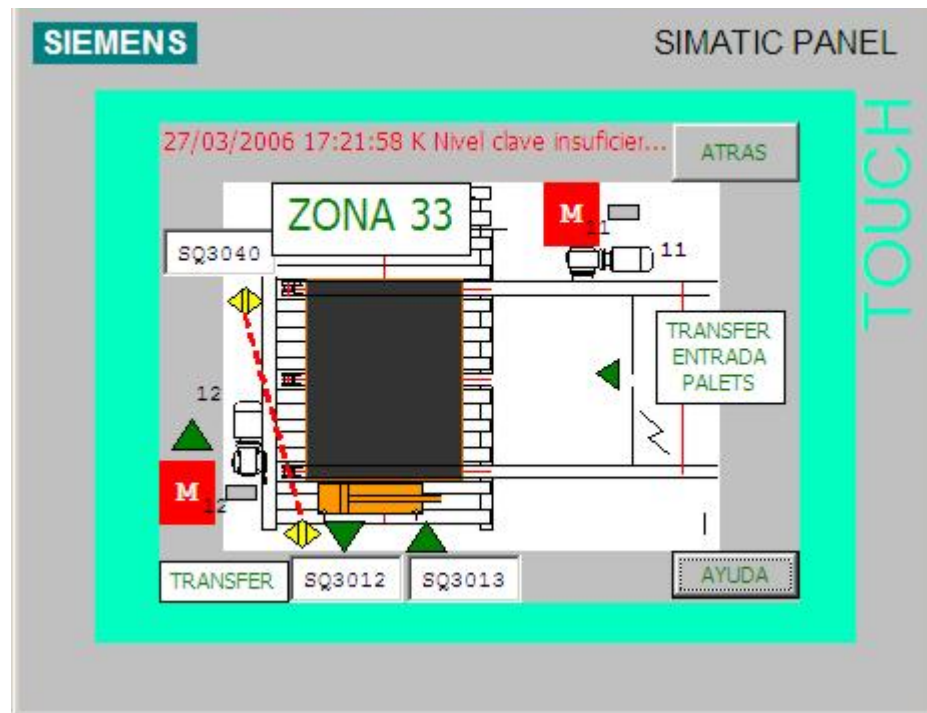 SIEMENS
SIMATIC PANEL
TOUCH
27/03/2006 17:21:58 K Nivel clave insuficier...
ATRAS
ZONA 33
M
11
11
SQ3040
TRANSFER
ENTRADA
PALETS
12
M
12
TRANSFER
SQ3012
SQ3013
AYUDA